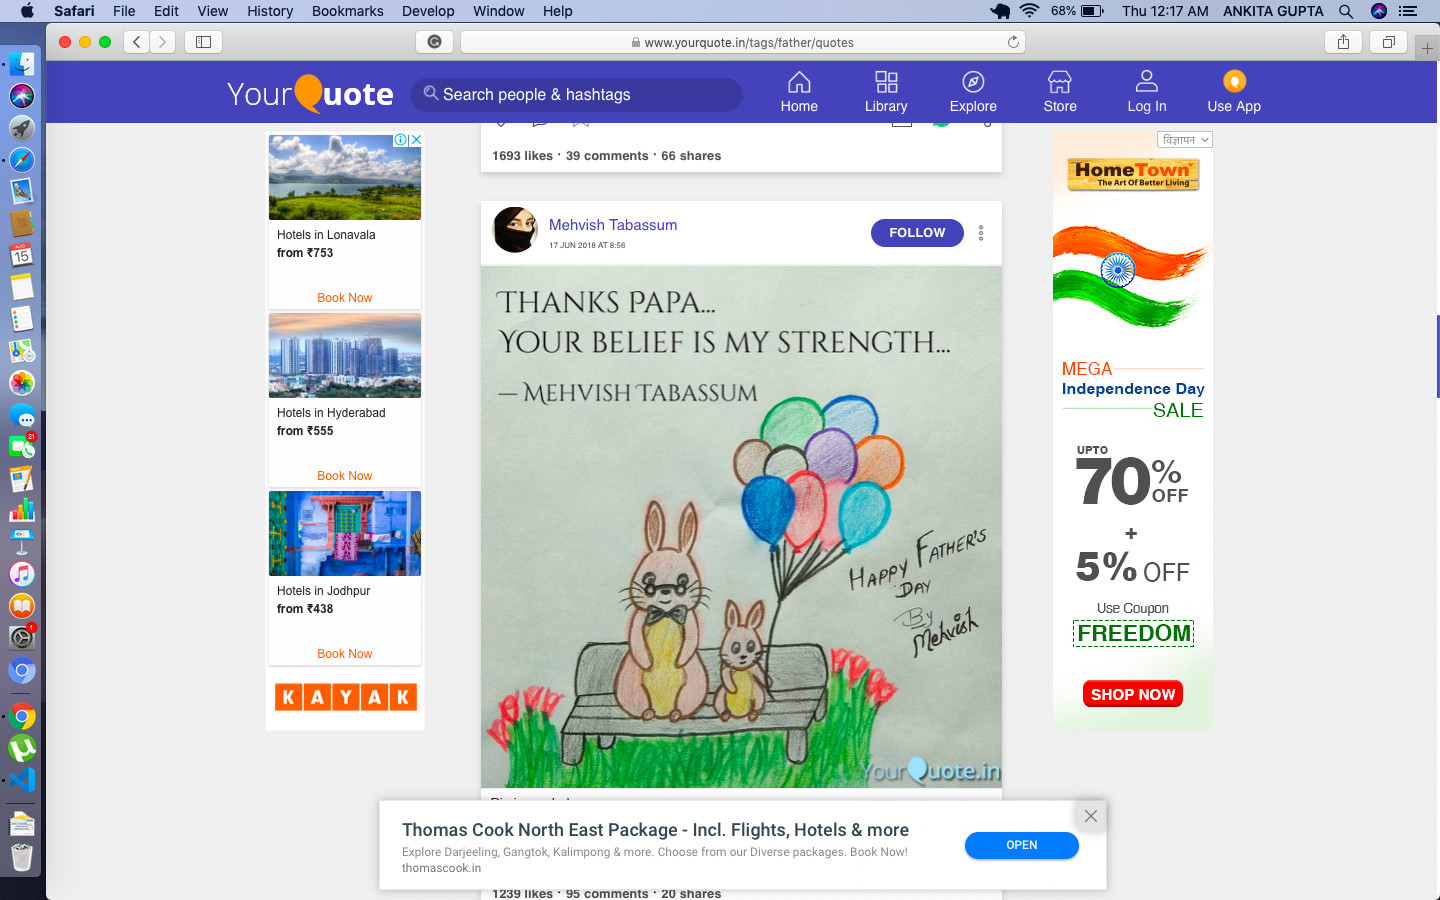 Safari File Edit View History Bookmarks Develop Window Help 68% Thu 12:17 AM ANKITA GUPTA
www.yourquote.in/tags/father/quotes
YourQuote
Search people & hashtags
Home Library Explore Store Log In Use App
1693 likes · 39 comments · 66 shares
Mehvish Tabassum
17 JUN 2018 AT 8:56
FOLLOW
THANKS PAPA...
YOUR BELIEF IS MY STRENGTH...
— MEHVISH TABASSUM
HAPPY FATHER'S
DAY
By
Mehvish
YourQuote.in
Hotels in Lonavala
from ₹753
Book Now
Hotels in Hyderabad
from ₹555
Book Now
Hotels in Jodhpur
from ₹438
Book Now
KAYAK
विज्ञापन
HomeTown
The Art Of Better Living
MEGA
Independence Day
SALE
UPTO
70% OFF
+
5% OFF
Use Coupon
FREEDOM
SHOP NOW
Thomas Cook North East Package - Incl. Flights, Hotels & more
Explore Darjeeling, Gangtok, Kalimpong & more. Choose from our Diverse packages. Book Now!
thomascook.in
OPEN
1239 likes · 95 comments · 20 shares
AUG
15
21
1